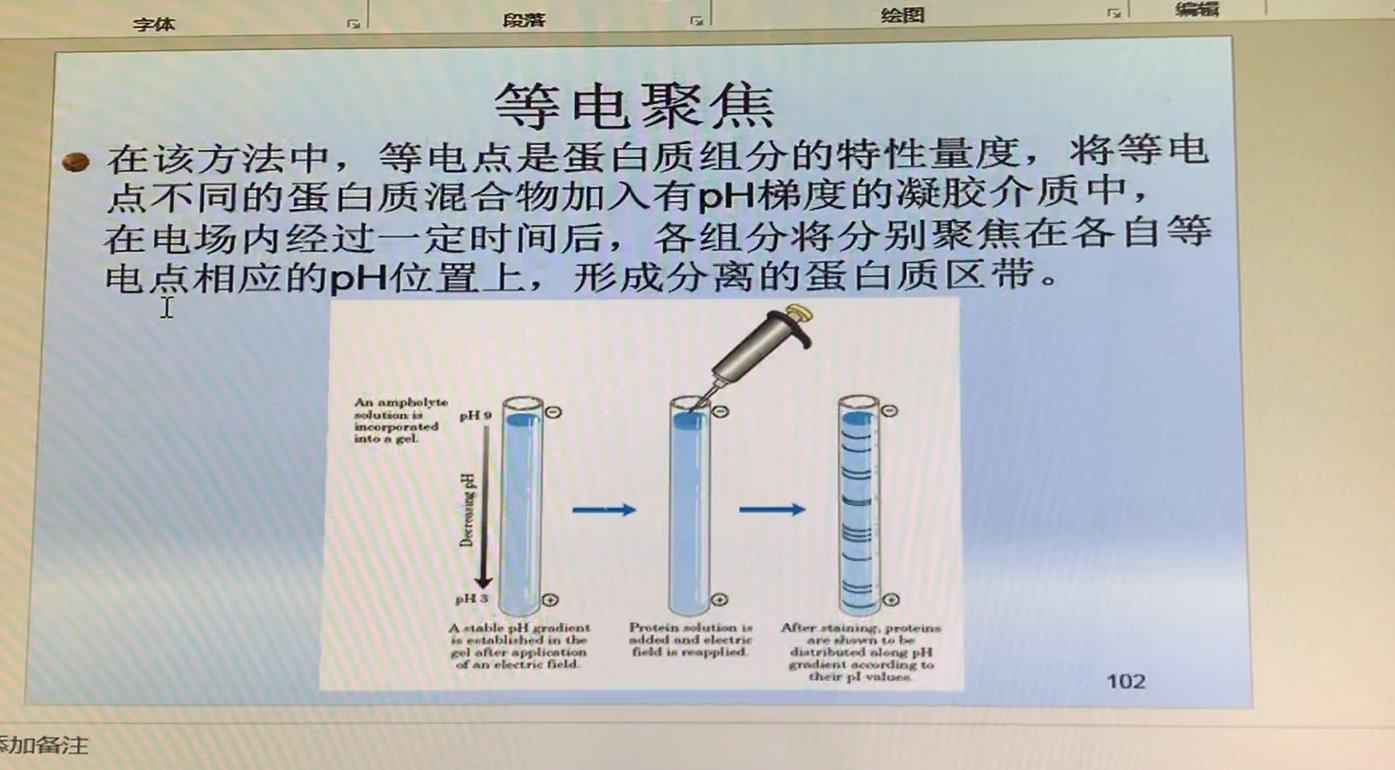 字体
段落
绘图
编辑
等电聚焦
在该方法中，等电点是蛋白质组分的特性量度，将等电
点不同的蛋白质混合物加入有pH梯度的凝胶介质中，
在电场内经过一定时间后，各组分将分别聚焦在各自等
电点相应的pH位置上，形成分离的蛋白质区带。
An ampholyte
solution is
incorporated
into a gel.
pH 9
Decreasing pH
pH 3
A stable pH gradient
is established in the
gel after application
of an electric field.
Protein solution is
added and electric
field is reapplied.
After staining, proteins
are shown to be
distributed along pH
gradient according to
their pI values.
102
添加备注